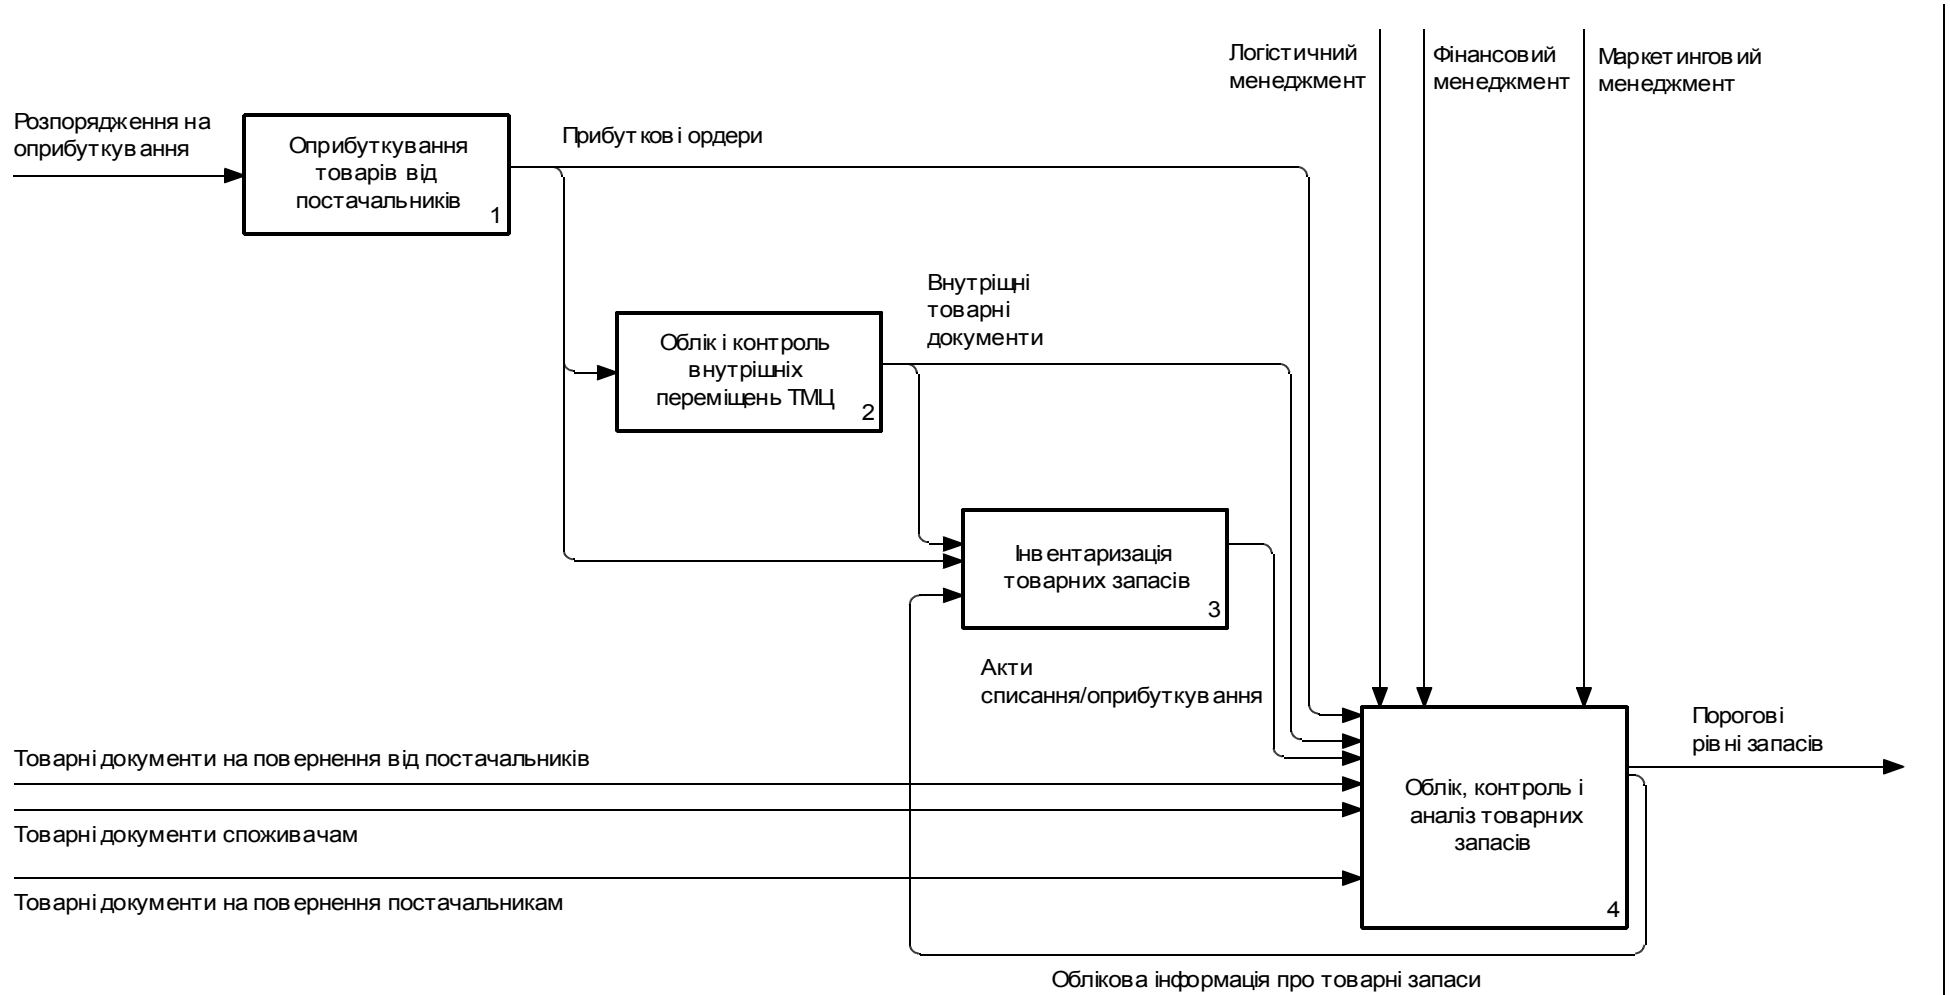 Логістичний
менеджмент
Фінансовий
менеджмент
Маркетинговий
менеджмент
Розпорядження на
оприбуткування
Оприбуткування
товарів від
постачальників
1
Прибуткові ордери
Внутрішні
товарні
документи
Облік і контроль
внутрішніх
переміщень ТМЦ
2
Інвентаризація
товарних запасів
3
Акти
списання/оприбуткування
Порогові
рівні запасів
Товарні документи на повернення від постачальників
Товарні документи споживачам
Товарні документи на повернення постачальникам
Облік, контроль і
аналіз товарних
запасів
4
Облікова інформація про товарні запаси